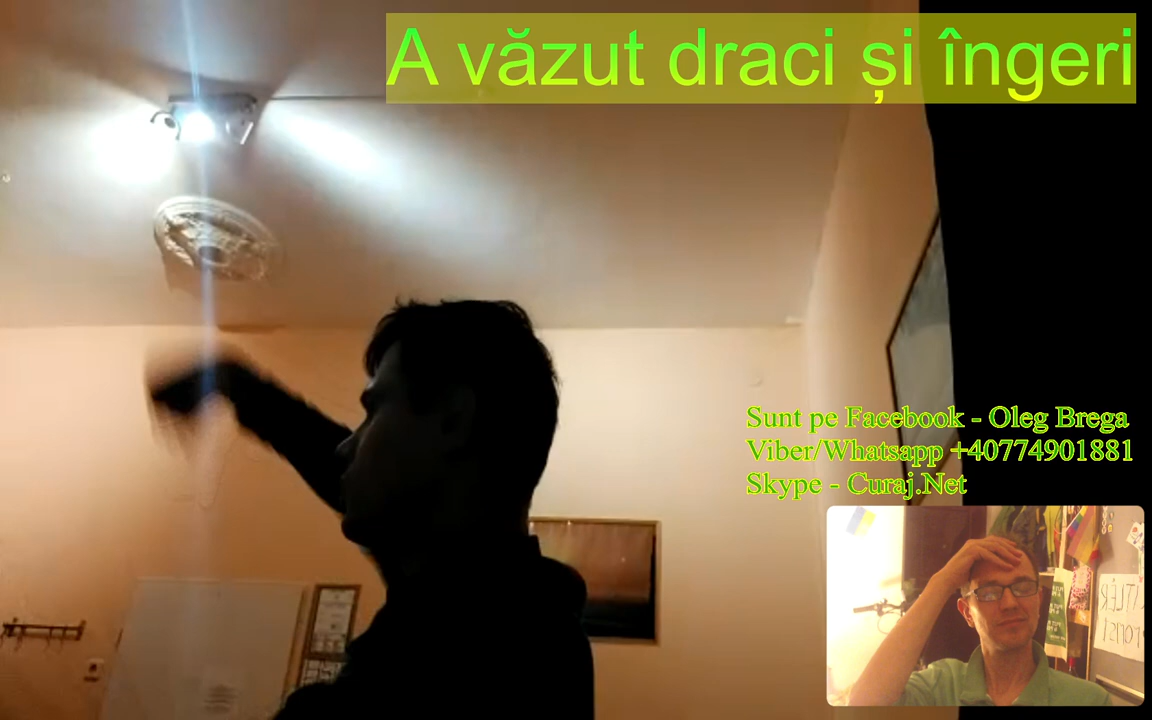 A văzut draci și îngeri
Sunt pe Facebook - Oleg Brega
Viber/Whatsapp +40774901881
Skype - Curaj.Net